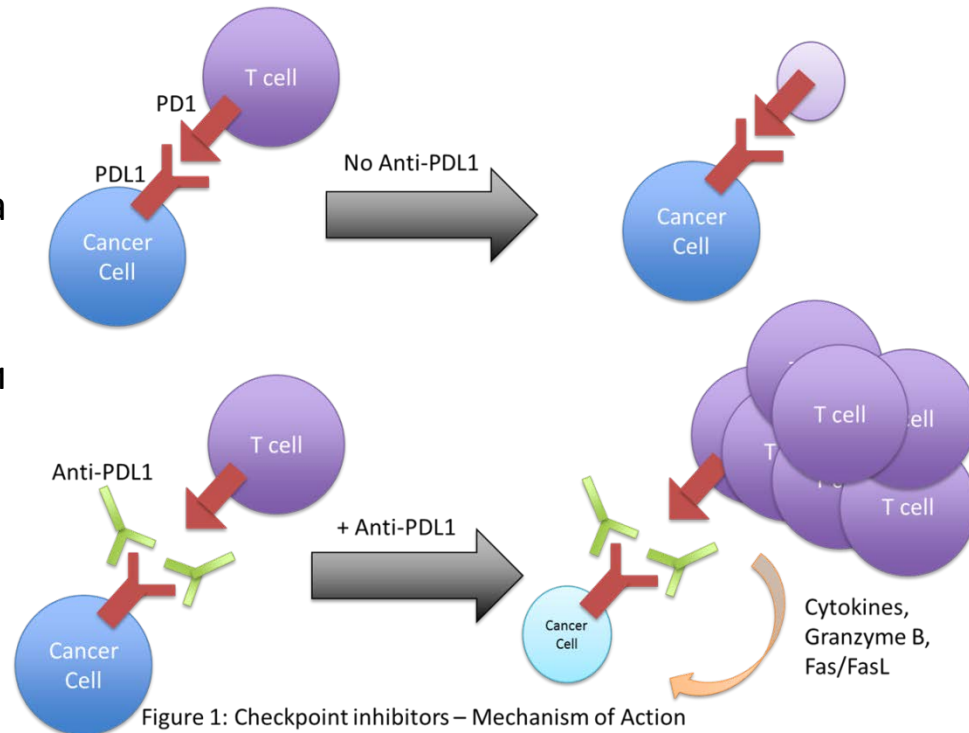 T cell
PD1
PDL1
Cancer
Cell
No Anti-PDL1
Cancer
Cell
a
T cell
Anti-PDL1
Cancer
Cell
+ Anti-PDL1
T cell
cell
T cell
Cancer
Cell
Cytokines,
Granzyme B,
Fas/FasL
Figure 1: Checkpoint inhibitors – Mechanism of Action